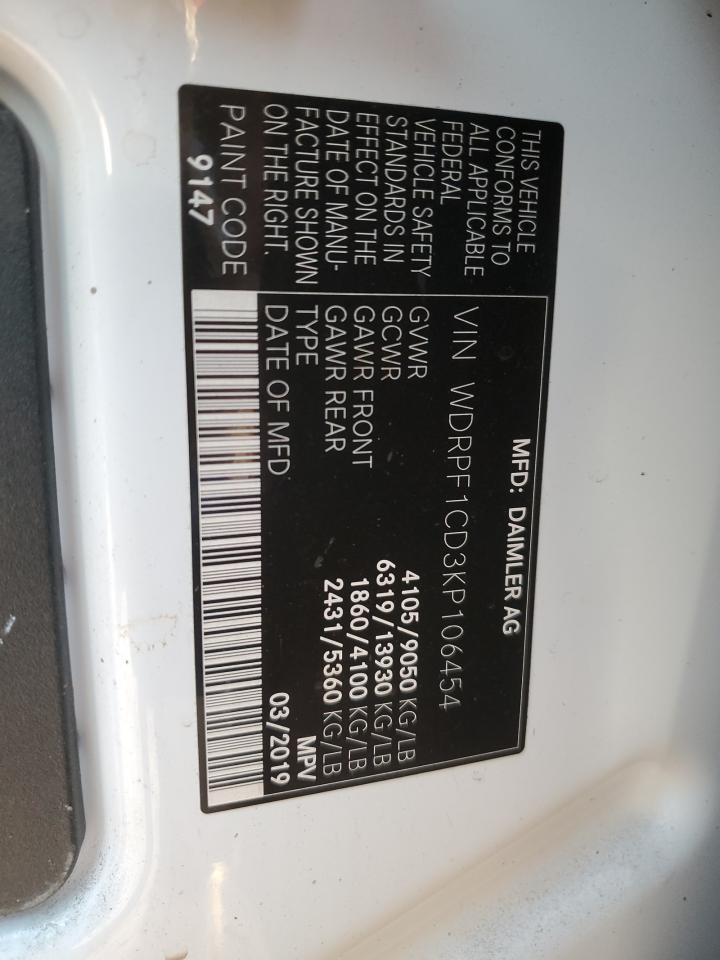 THIS VEHICLE
CONFORMS TO
ALL APPLICABLE
FEDERAL
VEHICLE SAFETY
STANDARDS IN
EFFECT ON THE
DATE OF MANU-
FACTURE SHOWN
ON THE RIGHT.
PAINT CODE
9147
MFD: DAIMLER AG
VIN WDRPF1CD3KP106454
GVWR 4105/9050 KG/LB
GCWR 6319/13930 KG/LB
GAWR FRONT 1860/4100 KG/LB
GAWR REAR 2431/5360 KG/LB
TYPE MPV
DATE OF MFD 03/2019